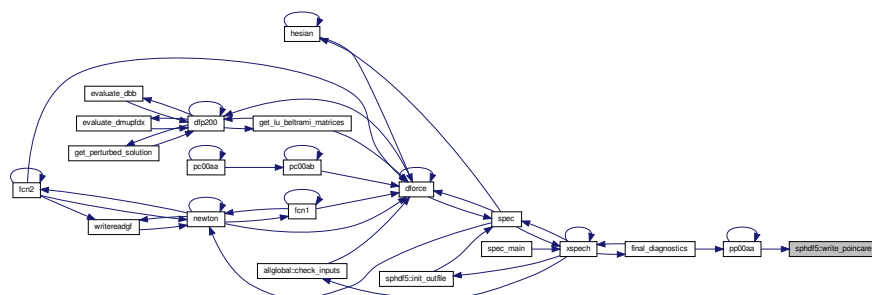 hesian
evaluate_dbb
evaluate_dmupfdx
dfp200
get_lu_beltrami_matrices
get_perturbed_solution
pc00aa
pc00ab
fcn2
dforce
fcn1
newton
writereadgf
spec
spec_main
xspech
final_diagnostics
pp00aa
sphdf5::write_poincare
allglobal::check_inputs
sphdf5::init_outfile